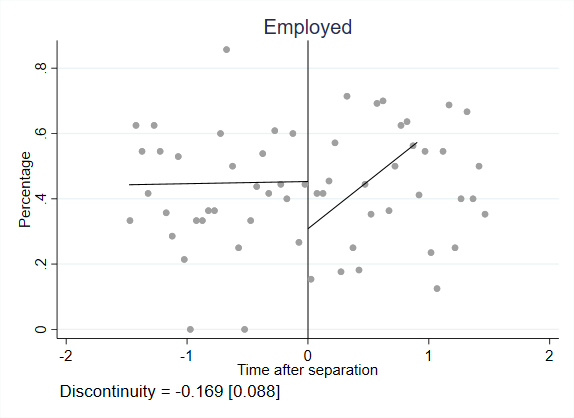 Employed
Percentage
.8
.6
.4
.2
0
-2
-1
0
1
2
Time after separation
Discontinuity = -0.169 [0.088]